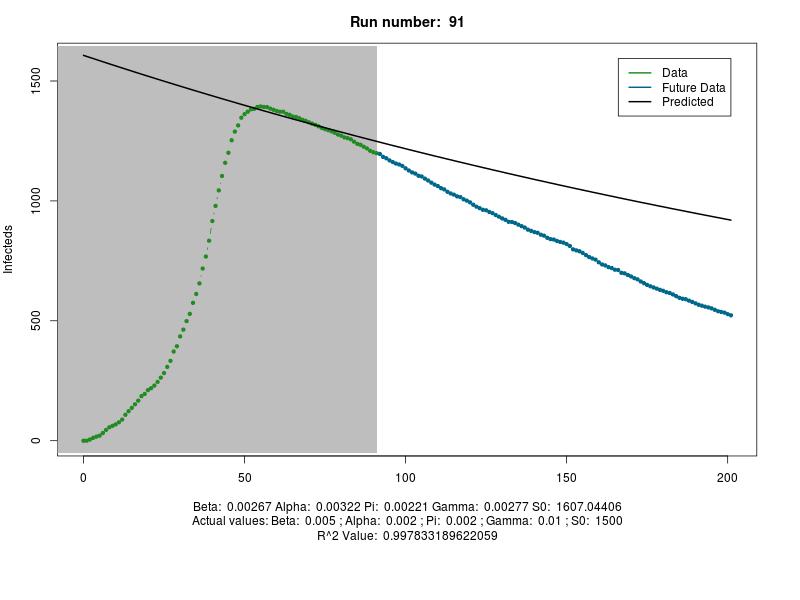 Run number: 91
Data
Future Data
Predicted
Infecteds
0
500
1000
1500
0
50
100
150
200
Beta: 0.00267 Alpha: 0.00322 Pi: 0.00221 Gamma: 0.00277 S0: 1607.04406
Actual values: Beta: 0.005 ; Alpha: 0.002 ; Pi: 0.002 ; Gamma: 0.01 ; S0: 1500
R^2 Value: 0.997833189622059